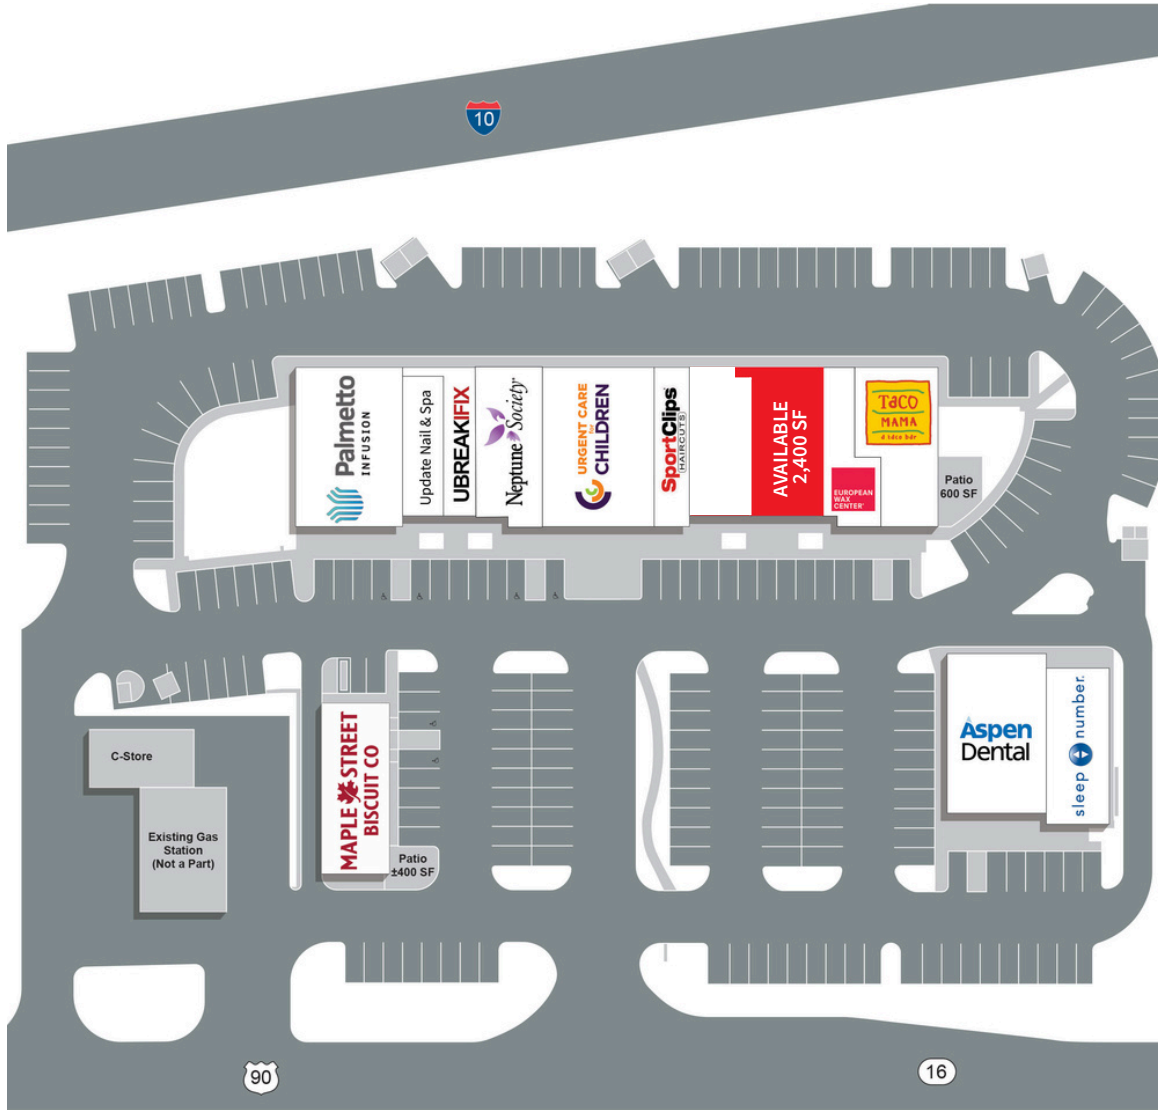 10
Palmetto
INFUSION
Update Nail & Spa
UBREAKIFIX
Neptune Society
URGENT CARE
for
CHILDREN
SportClips
HAIRCUTS
AVAILABLE
2,400 SF
EUROPEAN
WAX
CENTER
TaCO
MAMA
a taco bar
Patio
600 SF
C-Store
Existing Gas
Station
(Not a Part)
MAPLE STREET
BISCUIT CO
Patio
±400 SF
Aspen
Dental
sleep number.
90
16